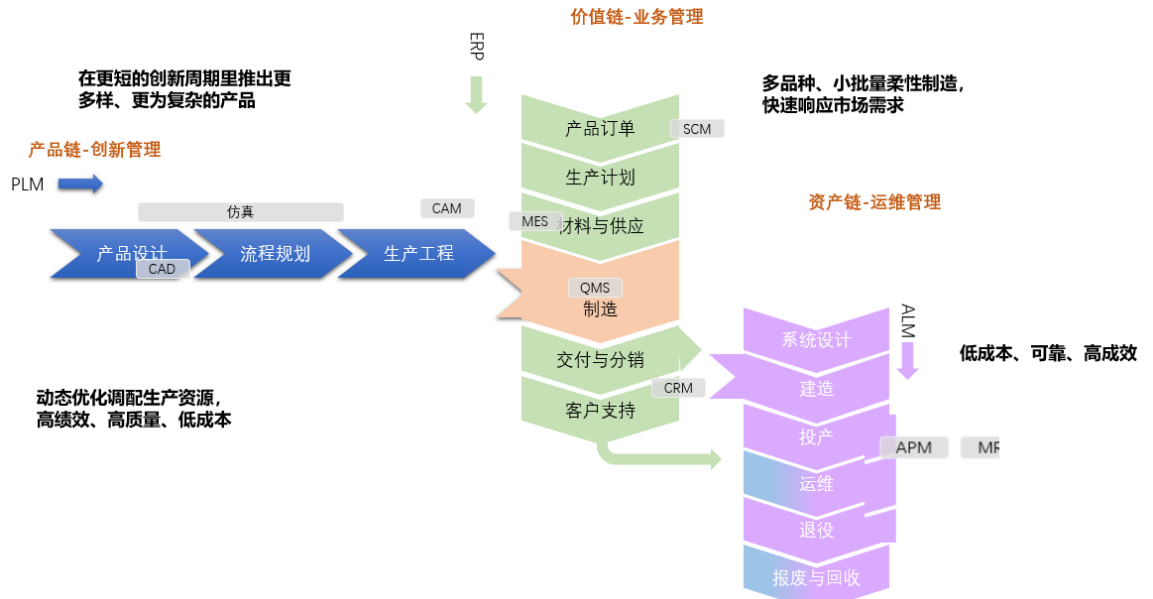 价值链-业务管理
ERP
在更短的创新周期里推出更
多样、更为复杂的产品
多品种、小批量柔性制造，
快速响应市场需求
产品订单
SCM
产品链-创新管理
PLM
生产计划
资产链-运维管理
仿真
CAM
MES
材料与供应
产品设计
流程规划
生产工程
CAD
QMS
制造
ALM
系统设计
低成本、可靠、高成效
交付与分销
CRM
建造
动态优化调配生产资源，
高绩效、高质量、低成本
客户支持
投产
APM
运维
退役
报废与回收